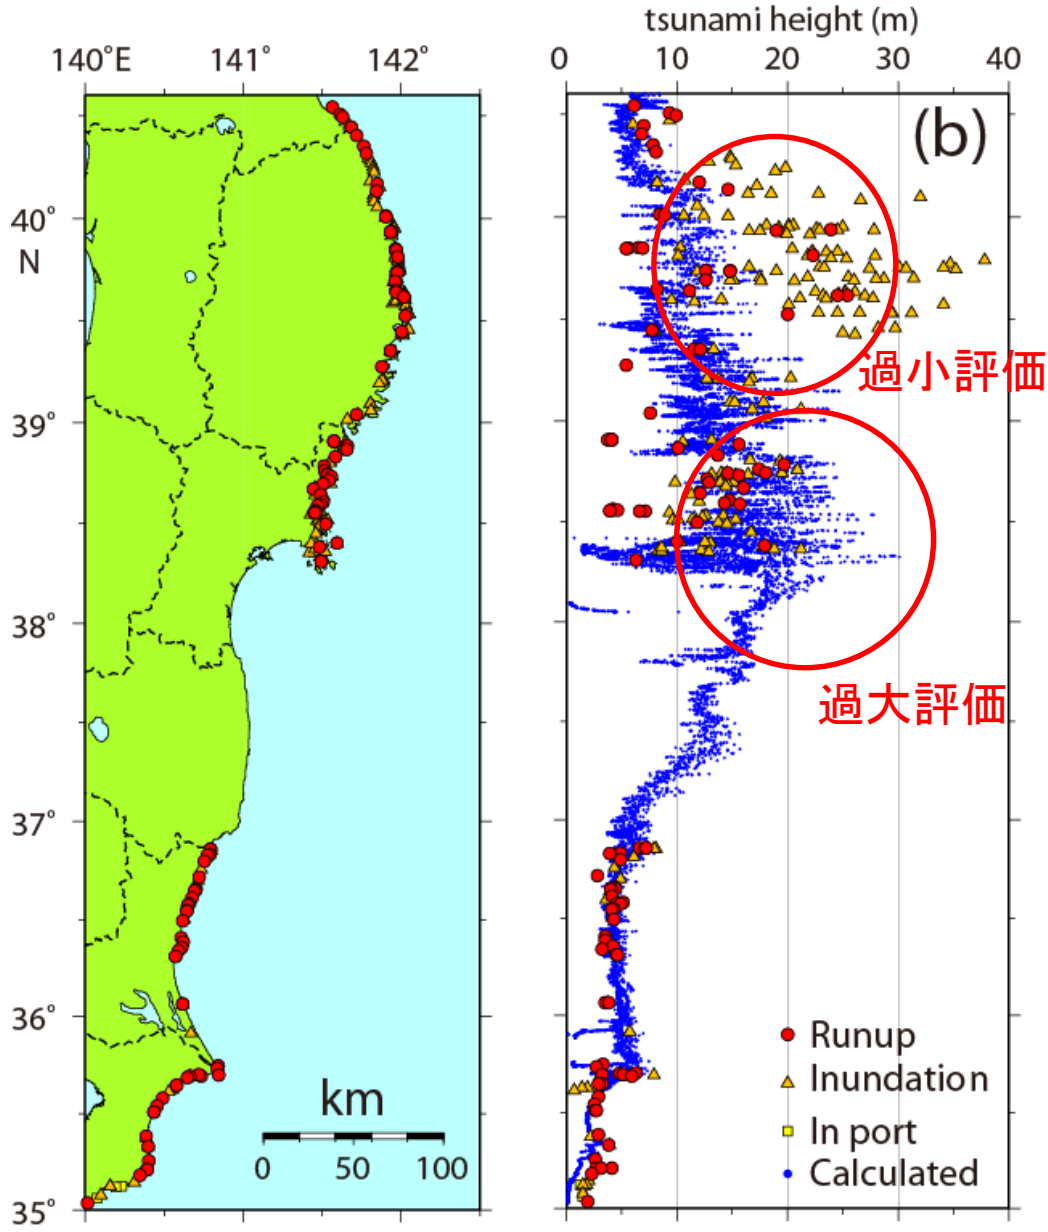 tsunami height (m)
140°E 141° 142°
0 10 20 30 40
(b)
40°
N
過小評価
39°
38°
過大評価
37°
36°
35°
km
0 50 100
Runup
Inundation
In port
Calculated